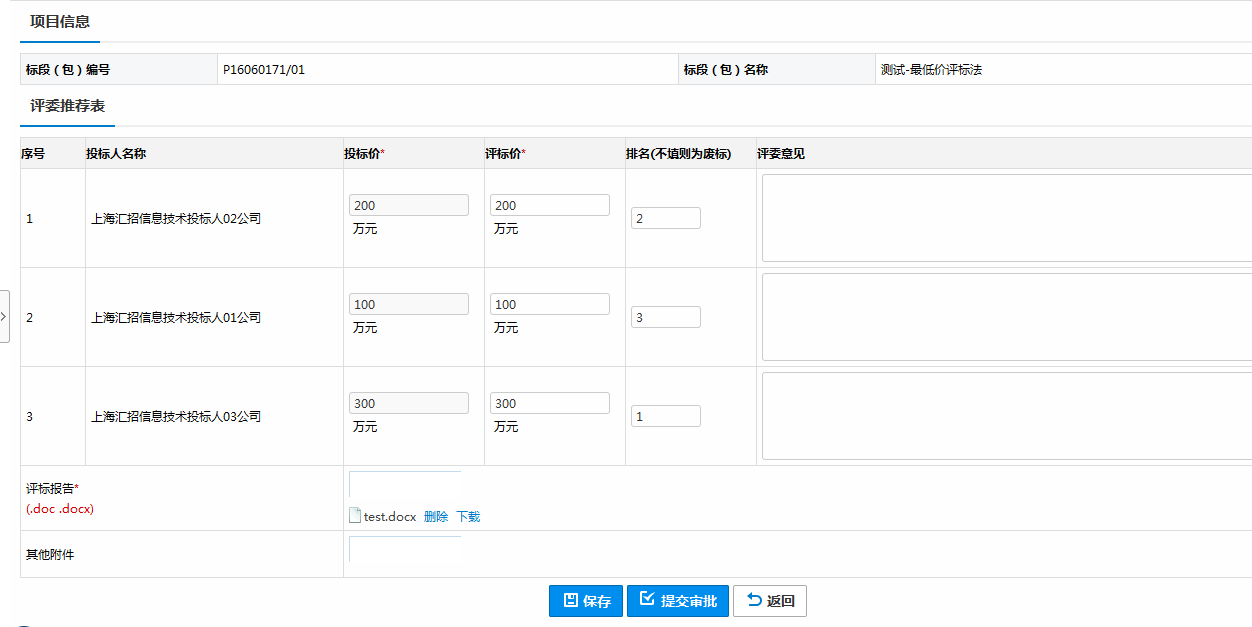 项目信息
标段（包）编号 P16060171/01 标段（包）名称 测试-最低价评标法
评委推荐表
序号 投标人名称 投标价* 评标价* 排名(不填则为废标) 评委意见
1 上海汇招信息技术投标人02公司 200 万元 200 万元 2
2 上海汇招信息技术投标人01公司 100 万元 100 万元 3
3 上海汇招信息技术投标人03公司 300 万元 300 万元 1
评标报告*
(.doc .docx)
test.docx 删除 下载
其他附件
保存 提交审批 返回